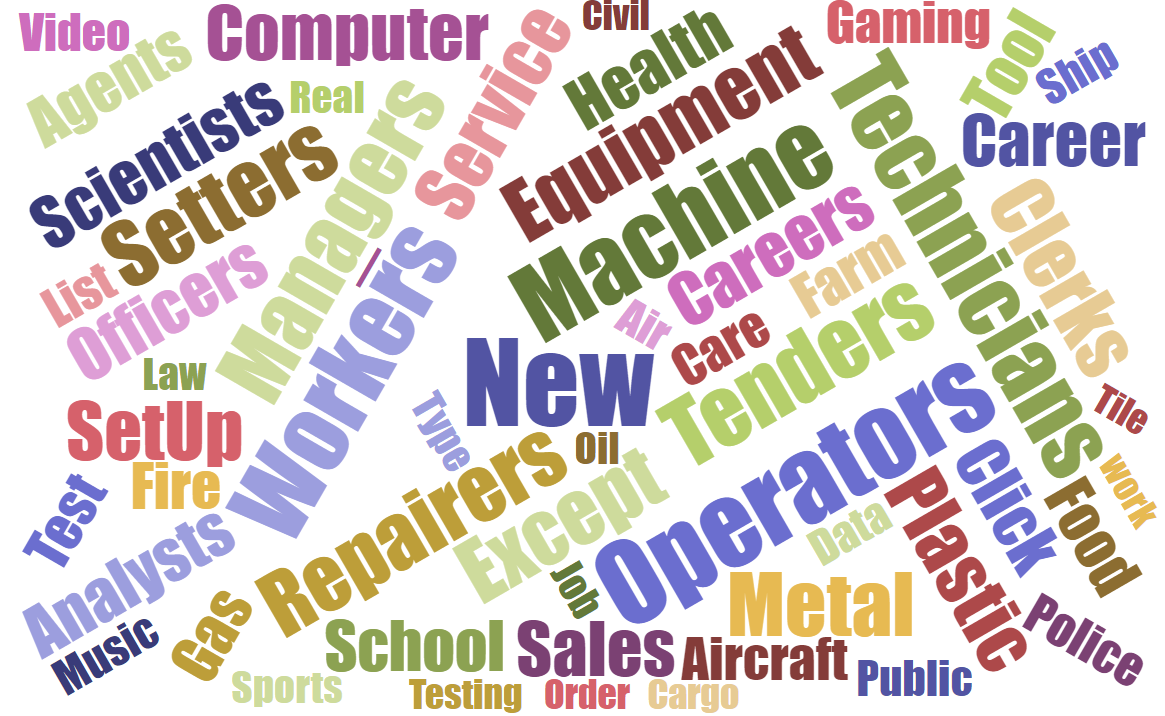 Video
Computer
Service
Civil
Health
Gaming
Tool
Ship
Agents
Scientists
Real
Managers
Equipment
Technicians
Career
Setters
Machine
Clerks
List
Officers
Workers
Careers
Farm
Air
Care
Tenders
Law
New
Type
Tile
SetUp
Fire
Repairers
Oil
Except
Operators
Click
work
Test
Analysts
Data
Plastic
Food
Job
Metal
Gas
Music
School
Sales
Aircraft
Public
Police
Sports
Testing
Order
Cargo